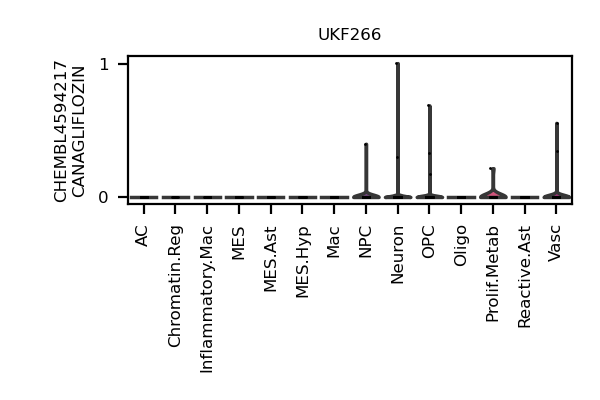 UKF266
CHEMBL4594217
CANAGLIFLOZIN
1
0
AC
Chromatin.Reg
Inflammatory.Mac
MES
MES.Ast
MES.Hyp
Mac
NPC
Neuron
OPC
Oligo
Prolif.Metab
Reactive.Ast
Vasc